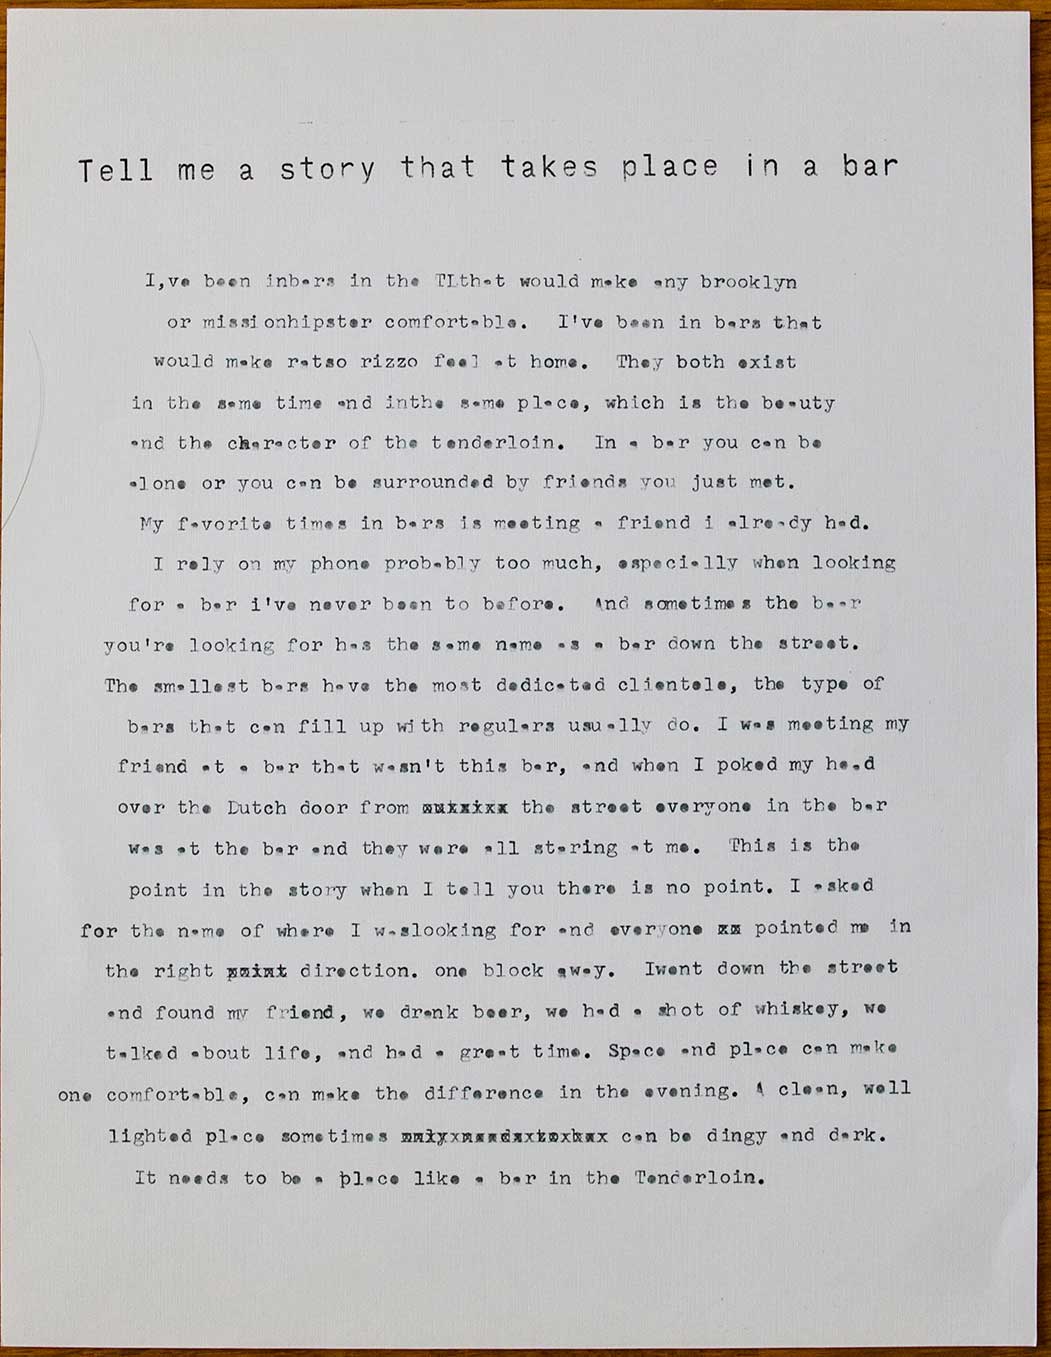 Tell me a story that takes place in a bar
I,ve been inbars in the TLthat would make any brooklyn
or missionhipster comfortable. I've been in bars that
would make ratso rizzo feel at home. They both exist
in the same time and inthe same place, which is the beauty
and the character of the tenderloin. In a bar you can be
alone or you can be surrounded by friends you just met.
My favorite times in bars is meeting a friend i already had.
I rely on my phone probably too much, especially when looking
for a bar i've never been to before. And sometimes the baar
you're looking for has the same name as a bar down the street.
The smallest bars have the most dedicated clientele, the type of
bars that can fill up with regulars usually do. I was meeting my
friend at a bar that wasn't this bar, and when I poked my head
over the Dutch door from the street everyone in the bar
was at the bar and they were all staring at me. This is the
point in the story when I tell you there is no point. I asked
for the name of where I waslooking for and everyone pointed me in
the right direction. one block away. Iwent down the street
and found my friend, we drank beer, we had a shot of whiskey, we
talked about life, and had a great time. Space and place can make
one comfortable, can make the difference in the evening. A clean, well
lighted place sometimes can be dingy and dark.
It needs to be a place like a bar in the Tenderloin.